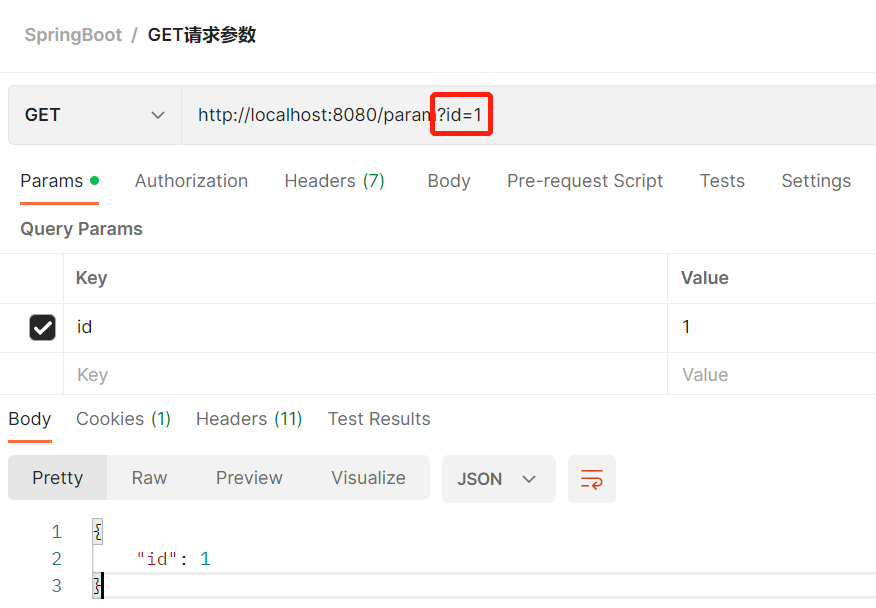 SpringBoot / GET请求参数
GET http://localhost:8080/param?id=1
Params Authorization Headers (7) Body Pre-request Script Tests Settings
Query Params
Key Value
id 1
Key Value
Body Cookies (1) Headers (11) Test Results
Pretty Raw Preview Visualize JSON
1 {
2 "id": 1
3 }